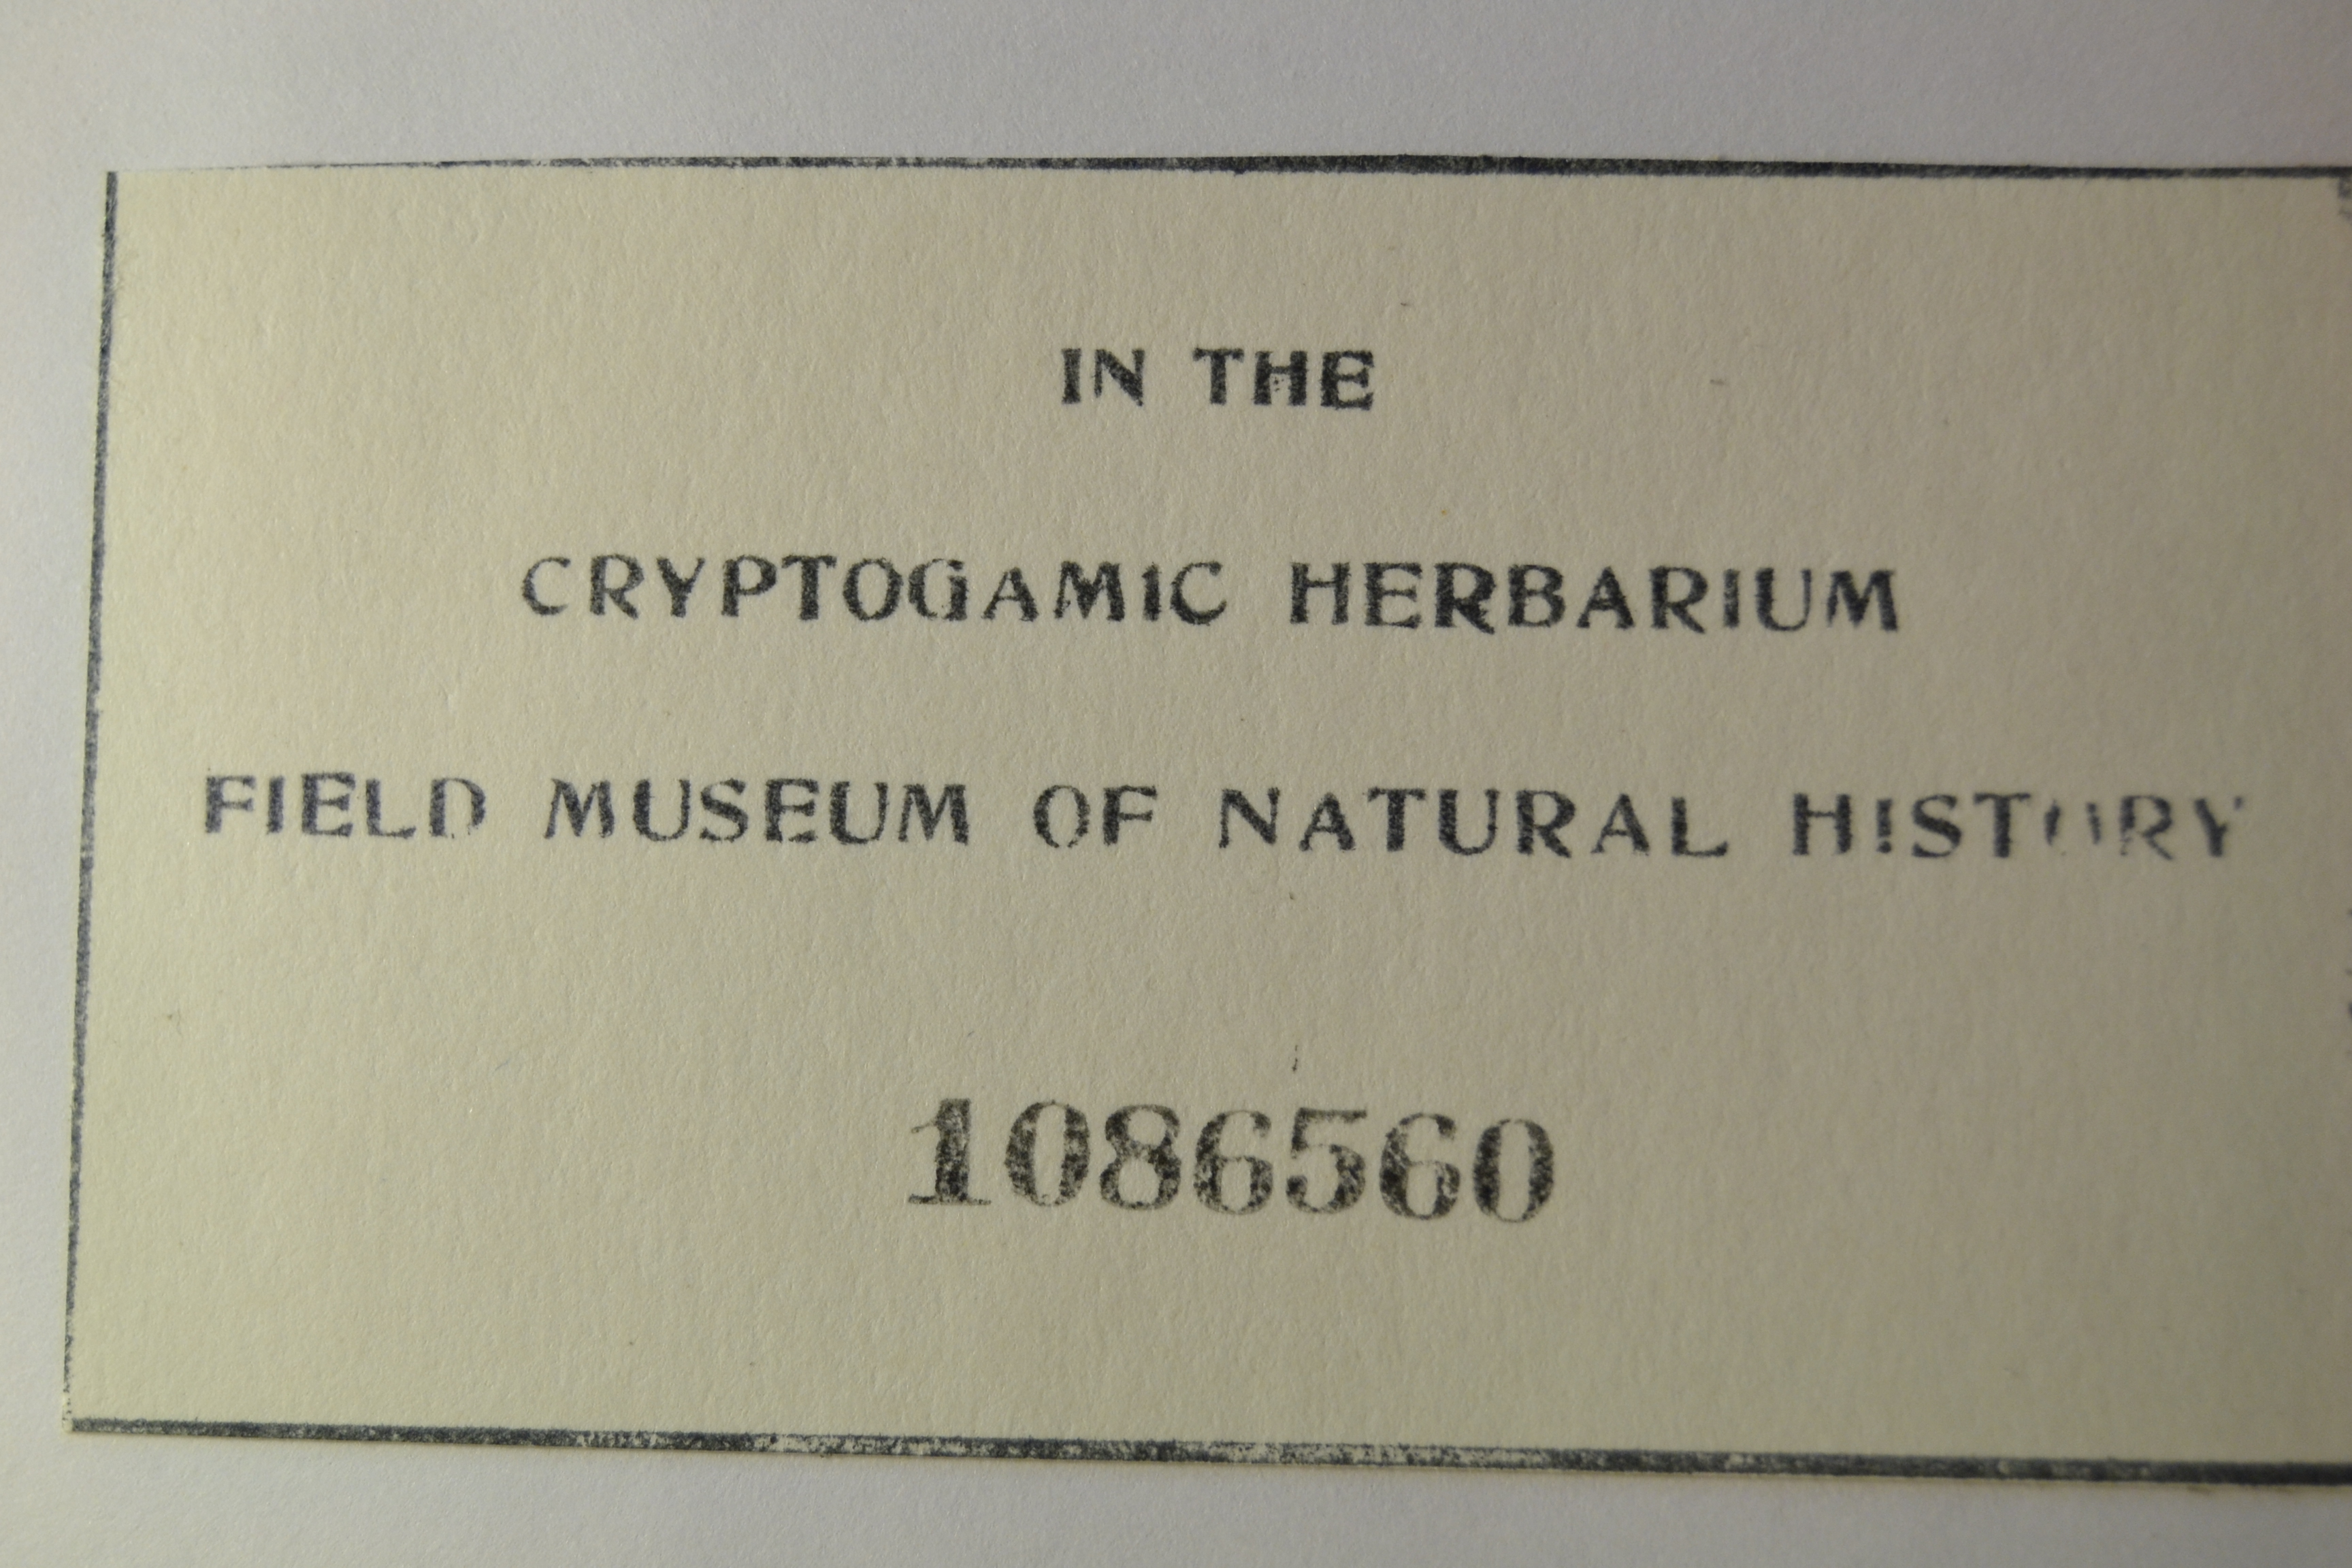 IN THE
CRYPTOGAMIC HERBARIUM
FIELD MUSEUM OF NATURAL HISTORY
1086560